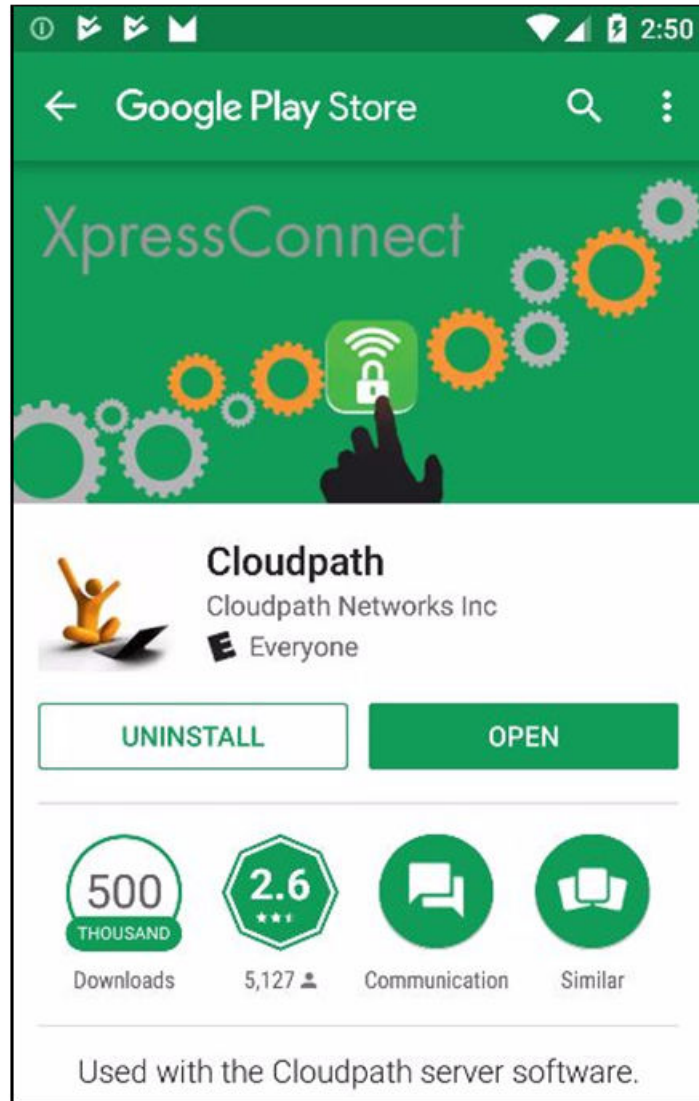 2:50
Google Play Store
XpressConnect
Cloudpath
Cloudpath Networks Inc
E Everyone
UNINSTALL OPEN
500 2.6
THOUSAND
Downloads 5,127 Communication Similar
Used with the Cloudpath server software.